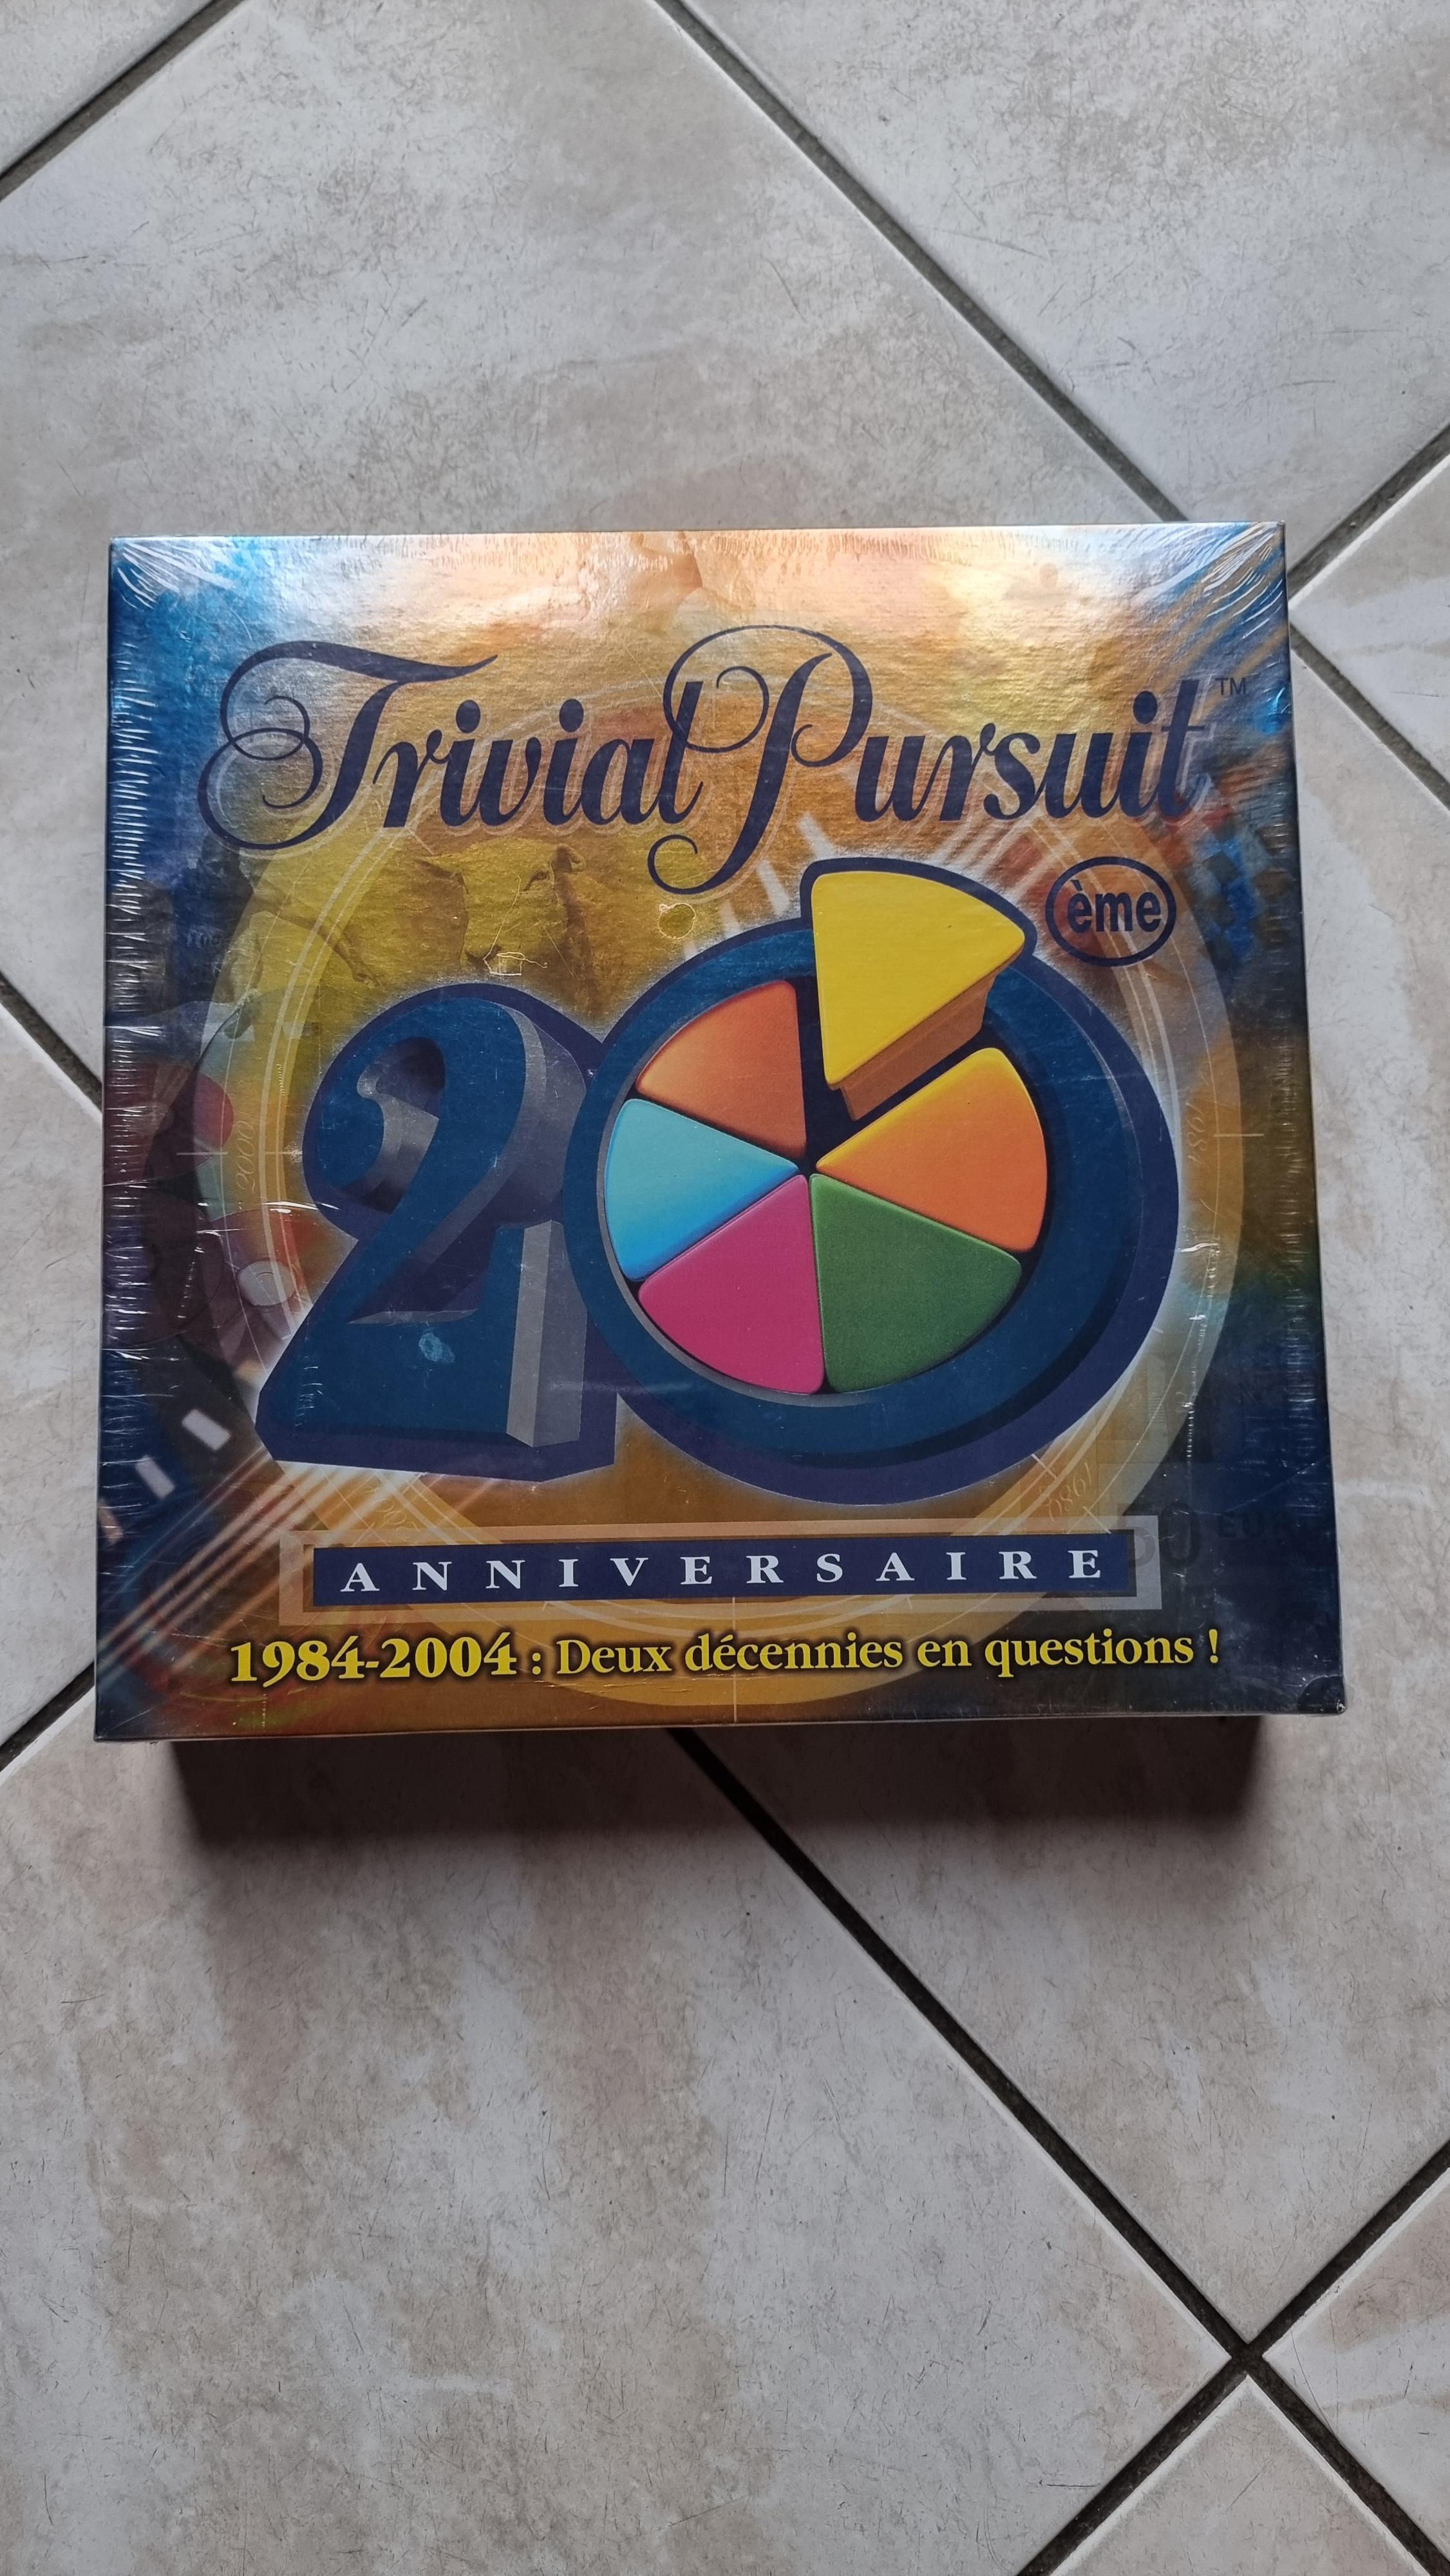 Trivial Pursuit™
20 ème
ANNIVERSAIRE
1984-2004 : Deux décennies en questions !